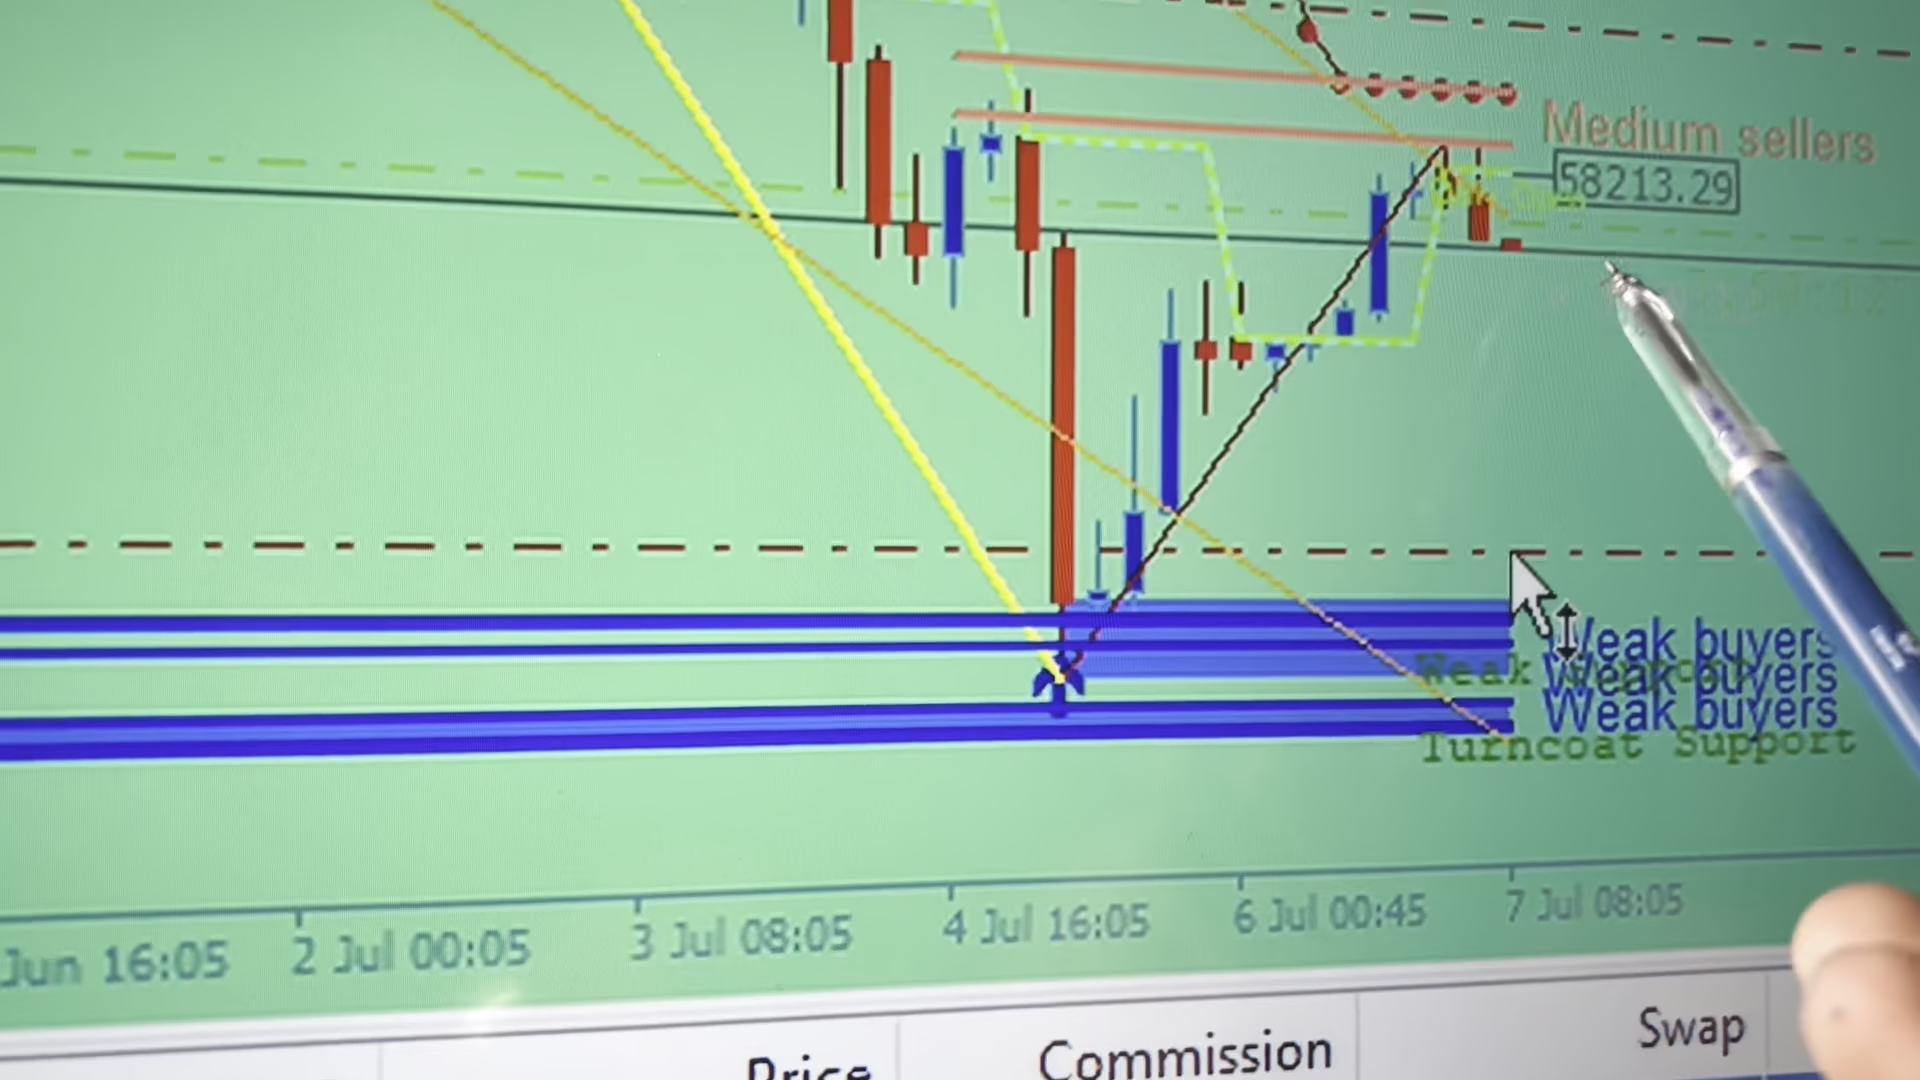 Medium sellers
58213.29
Weak buyers
Weak Support
Weak buyers
Weak buyers
Turncoat Support
Jun 16:05 2 Jul 00:05 3 Jul 08:05 4 Jul 16:05 6 Jul 00:45 7 Jul 08:05
Price Commission Swap